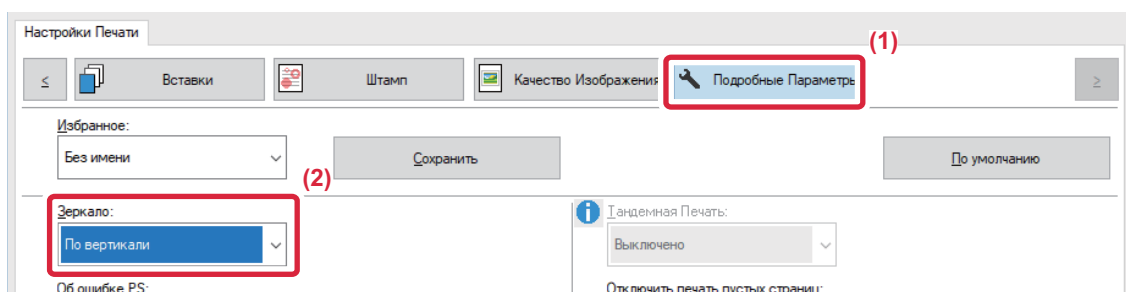 Настройки Печати
(1)
≤ Вставки Штамп Качество Изображения Подробные Параметры ≥
Избранное:
Без имени Сохранить По умолчанию
(2)
Зеркало: Тандемная Печать:
По вертикали Выключено
Об ошибке PS: Отключить печать пустых страниц: